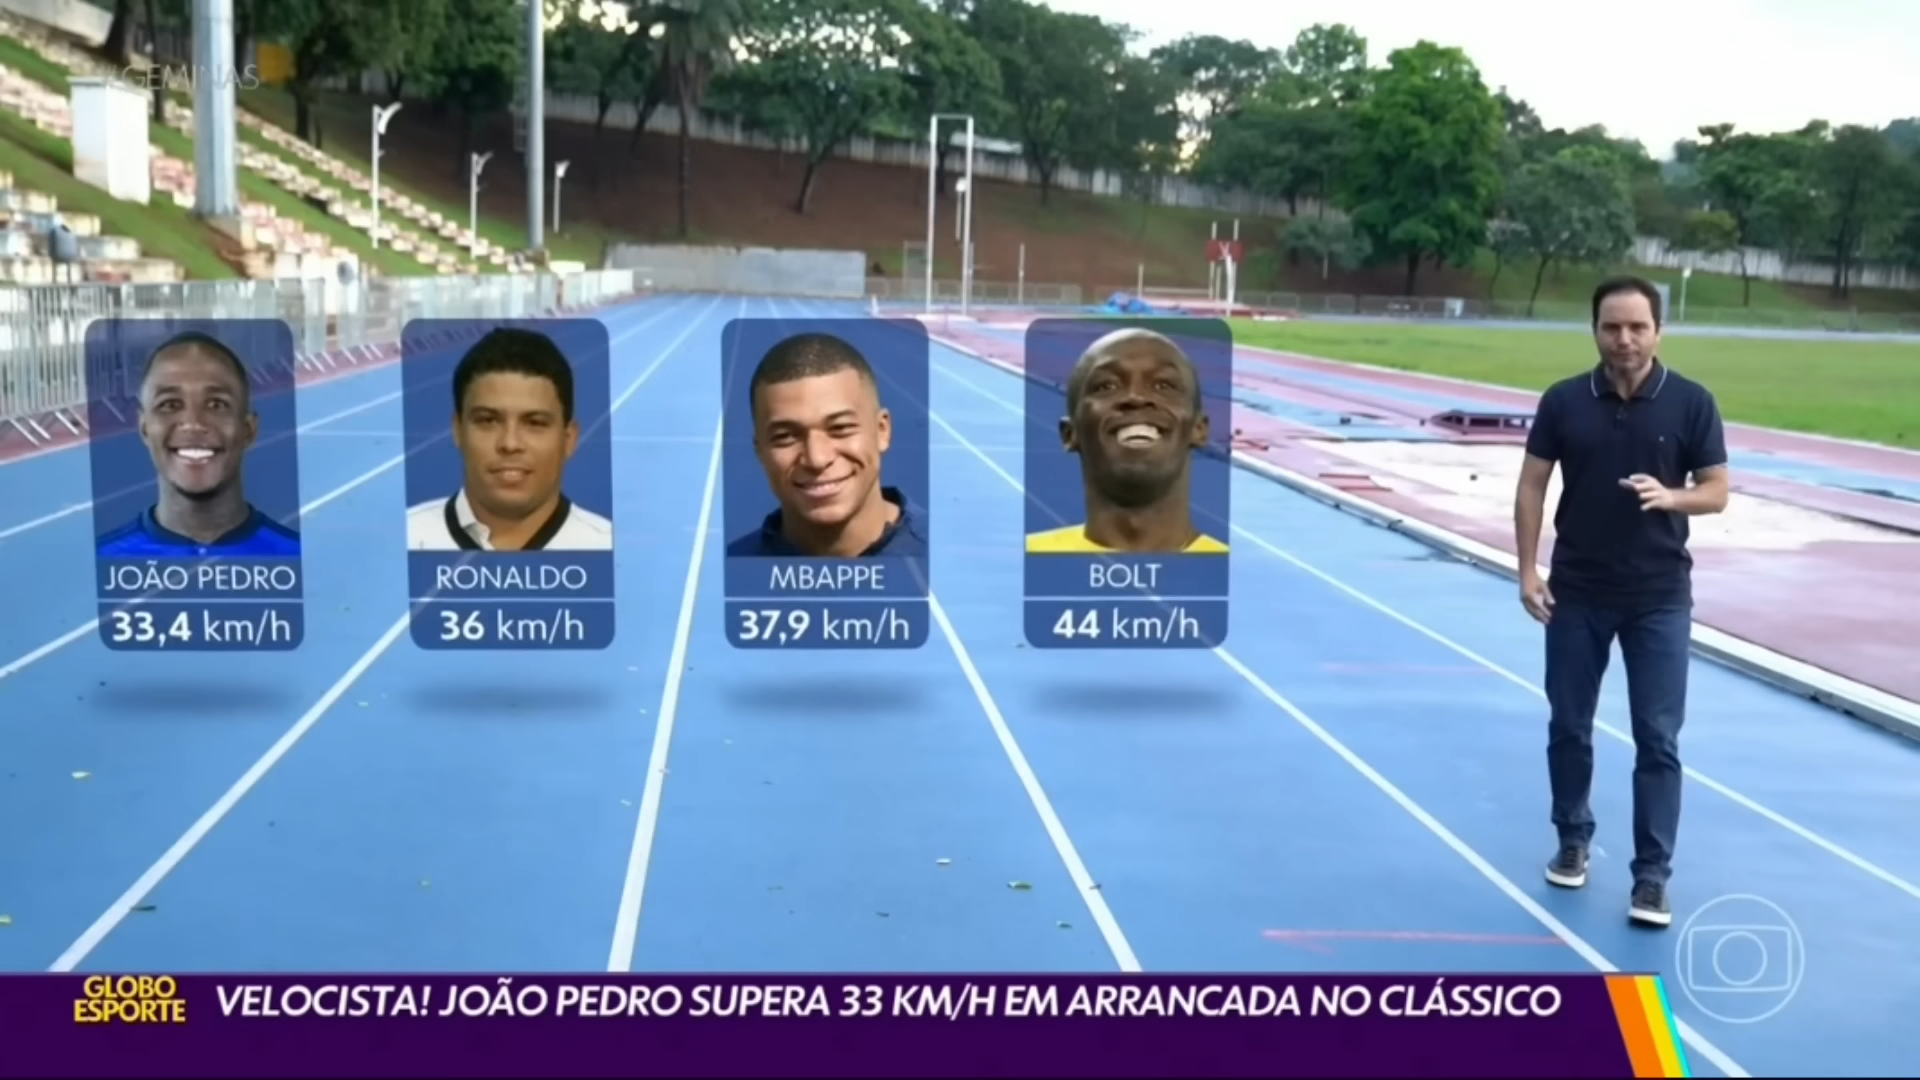 #GEMINAS
JOÃO PEDRO
33,4 km/h
RONALDO
36 km/h
MBAPPE
37,9 km/h
BOLT
44 km/h
GLOBO
ESPORTE
VELOCISTA! JOÃO PEDRO SUPERA 33 KM/H EM ARRANCADA NO CLÁSSICO